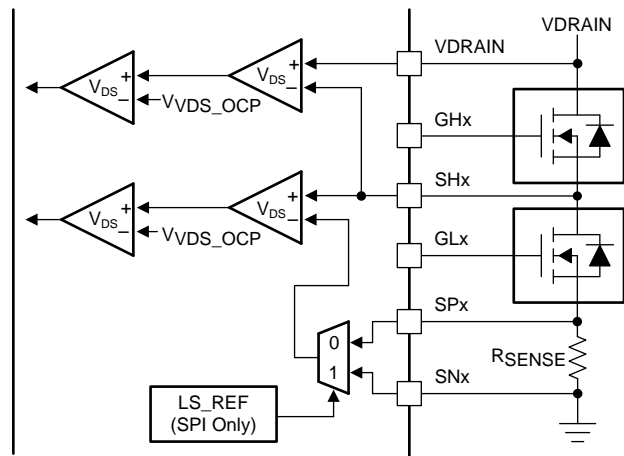 VDRAIN
VDRAIN
+
VDS
−
VVDS_OCP
+
VDS
−
GHx
SHx
+
VDS
−
VVDS_OCP
+
VDS
−
GLx
SPx
0
1
RSENSE
SNx
LS_REF
(SPI Only)